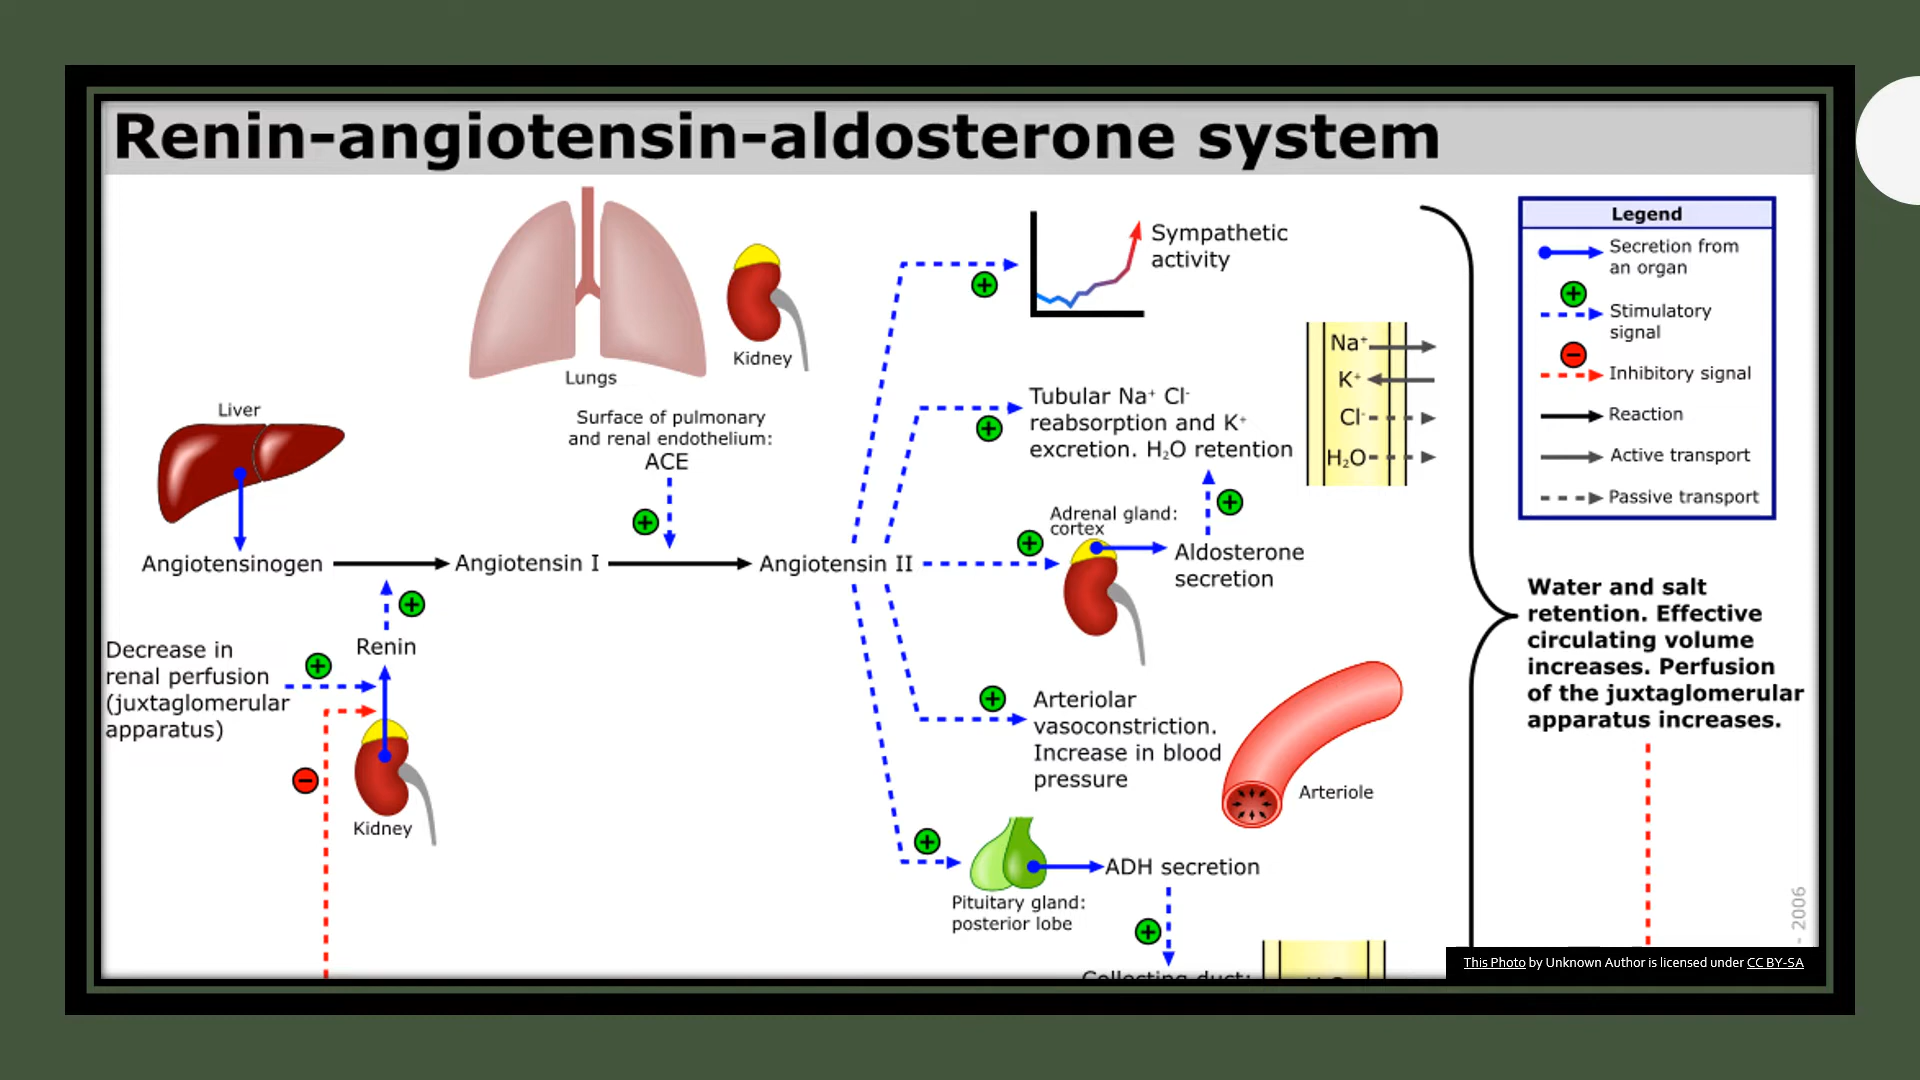 Renin-angiotensin-aldosterone system
Lungs
Kidney
Liver
Surface of pulmonary
and renal endothelium:
ACE
Angiotensinogen
Angiotensin I
Angiotensin II
Renin
Decrease in
renal perfusion
(juxtaglomerular
apparatus)
Kidney
Sympathetic
activity
Tubular Na⁺ Cl⁻
reabsorption and K⁺
excretion. H₂O retention
Na⁺
K⁺
Cl⁻
H₂O
Adrenal gland:
cortex
Aldosterone
secretion
Arteriolar
vasoconstriction.
Increase in blood
pressure
Arteriole
Pituitary gland:
posterior lobe
ADH secretion
Collecting duct:
Legend
Secretion from
an organ
Stimulatory
signal
Inhibitory signal
Reaction
Active transport
Passive transport
Water and salt
retention. Effective
circulating volume
increases. Perfusion
of the juxtaglomerular
apparatus increases.
- 2006
This Photo by Unknown Author is licensed under CC BY-SA